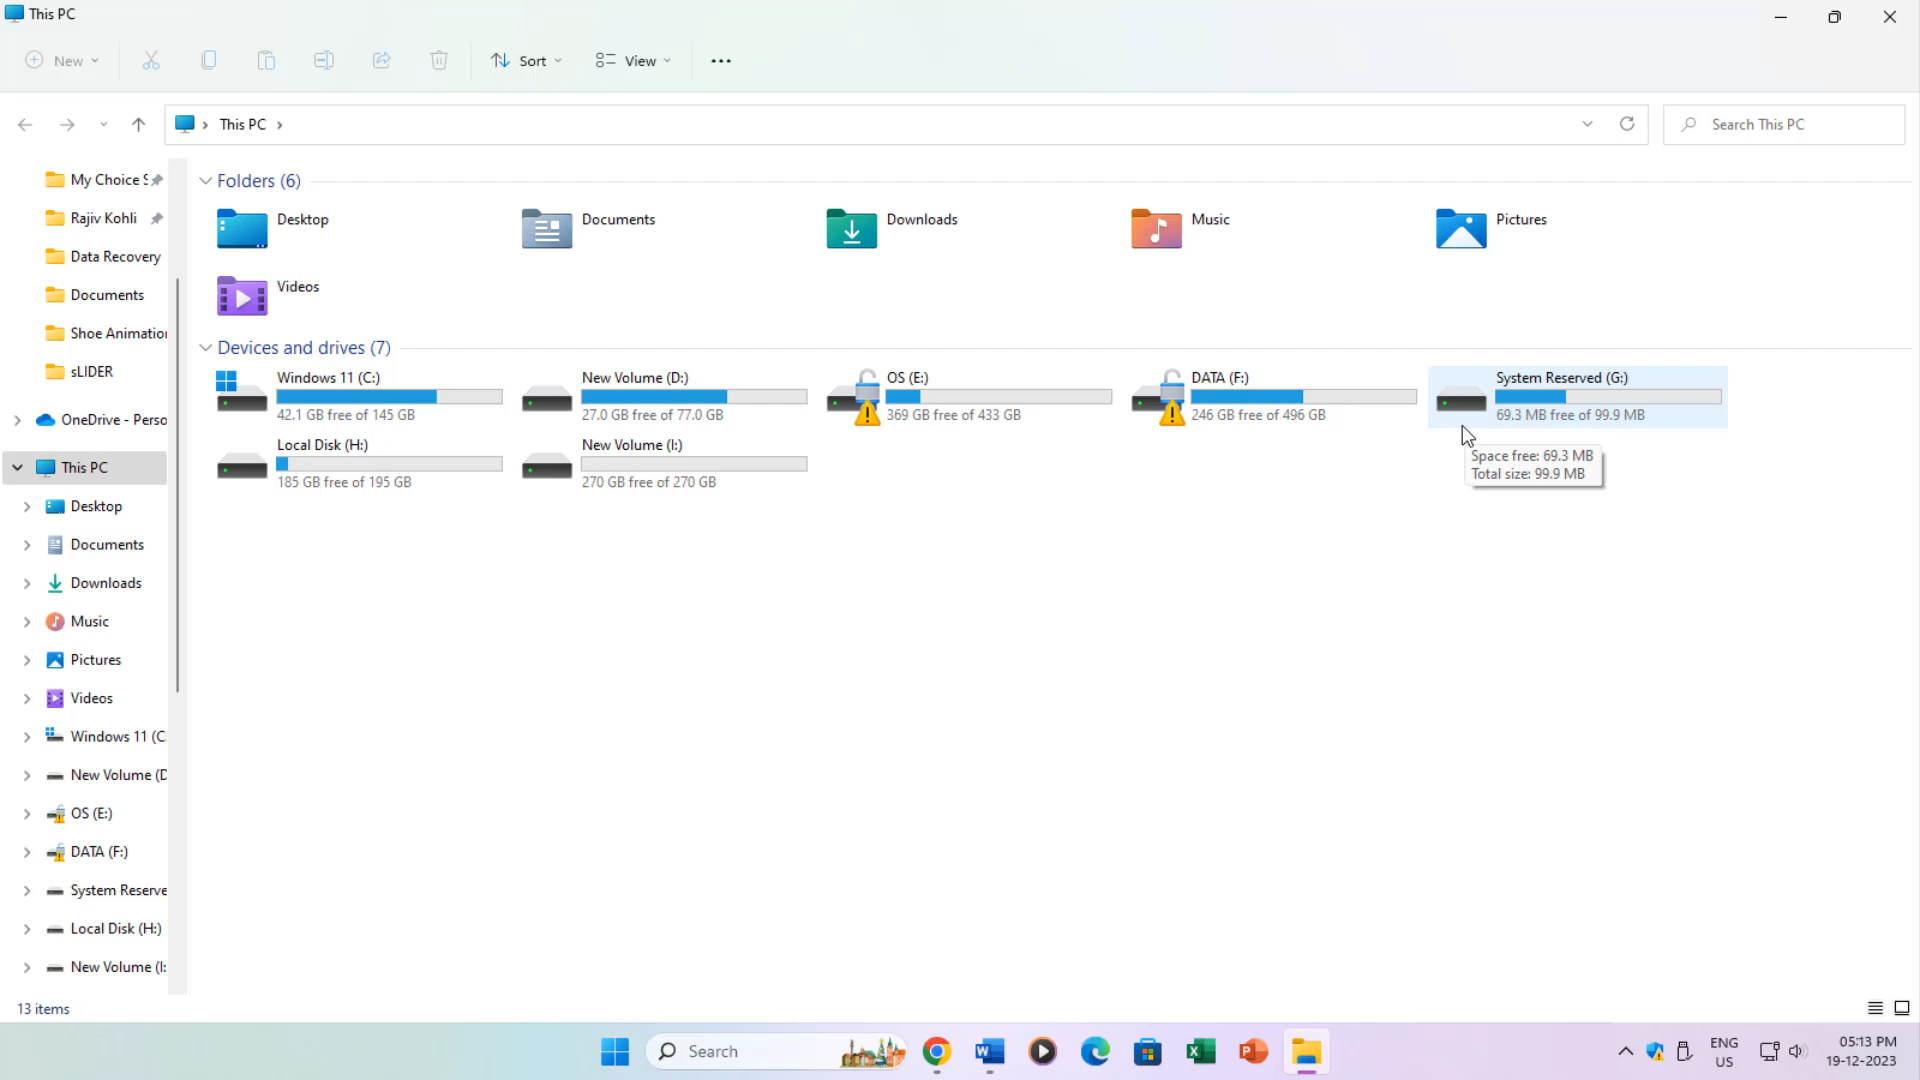 This PC
New
Sort
View
This PC
Search This PC
My Choice S
Rajiv Kohli
Data Recovery
Documents
Shoe Animation
sLIDER
OneDrive - Perso
This PC
Desktop
Documents
Downloads
Music
Pictures
Videos
Windows 11 (C:
New Volume (D
OS (E:)
DATA (F:)
System Reserve
Local Disk (H:)
New Volume (I:
Folders (6)
Desktop
Documents
Downloads
Music
Pictures
Videos
Devices and drives (7)
Windows 11 (C:)
42.1 GB free of 145 GB
New Volume (D:)
27.0 GB free of 77.0 GB
OS (E:)
369 GB free of 433 GB
DATA (F:)
246 GB free of 496 GB
System Reserved (G:)
69.3 MB free of 99.9 MB
Space free: 69.3 MB
Total size: 99.9 MB
Local Disk (H:)
185 GB free of 195 GB
New Volume (I:)
270 GB free of 270 GB
13 items
Search
ENG
US
05:13 PM
19-12-2023